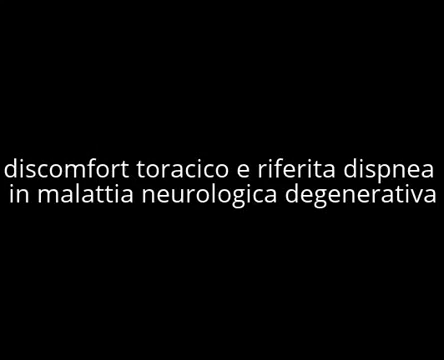 discomfort toracico e riferita dispnea
in malattia neurologica degenerativa